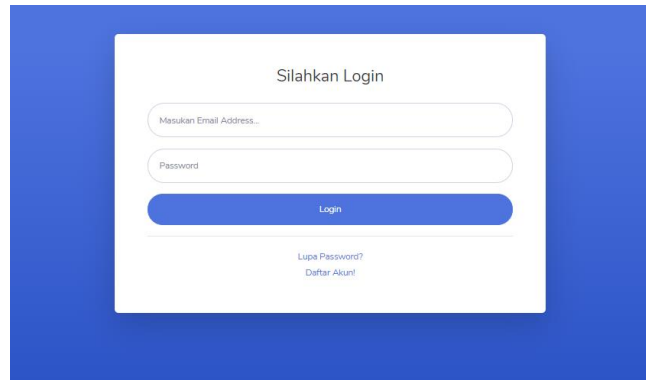 Silahkan Login
Masukan Email Address...
Password
Login
Lupa Password?
Daftar Akun!